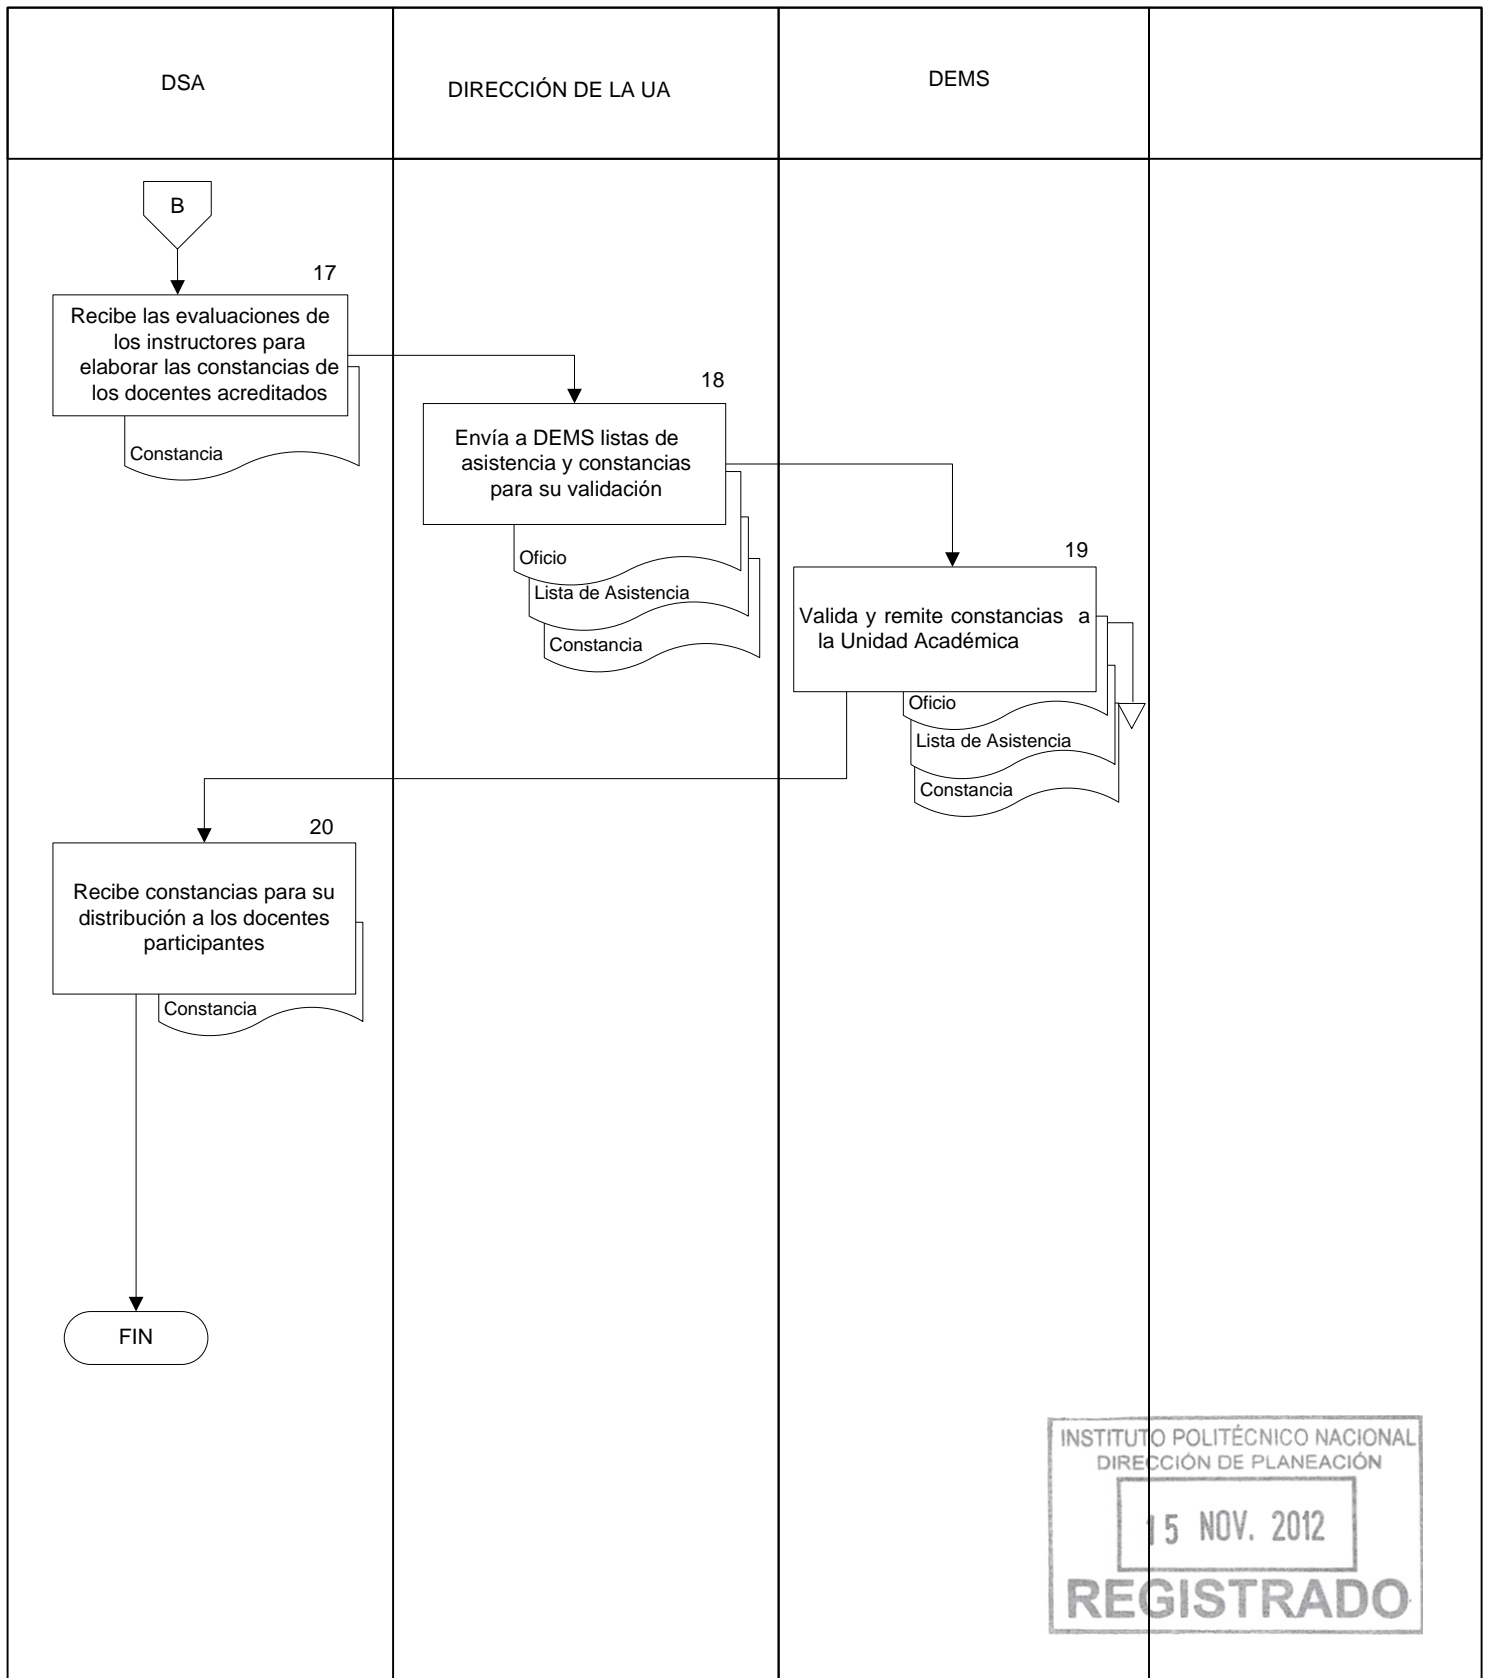 DSA
DIRECCIÓN DE LA UA
DEMS
B
17
Recibe las evaluaciones de
los instructores para
elaborar las constancias de
los docentes acreditados
Constancia
18
Envía a DEMS listas de
asistencia y constancias
para su validación
Oficio
Lista de Asistencia
Constancia
19
Valida y remite constancias a
la Unidad Académica
Oficio
Lista de Asistencia
Constancia
20
Recibe constancias para su
distribución a los docentes
participantes
Constancia
FIN
INSTITUTO POLITÉCNICO NACIONAL
DIRECCIÓN DE PLANEACIÓN
15 NOV. 2012
REGISTRADO